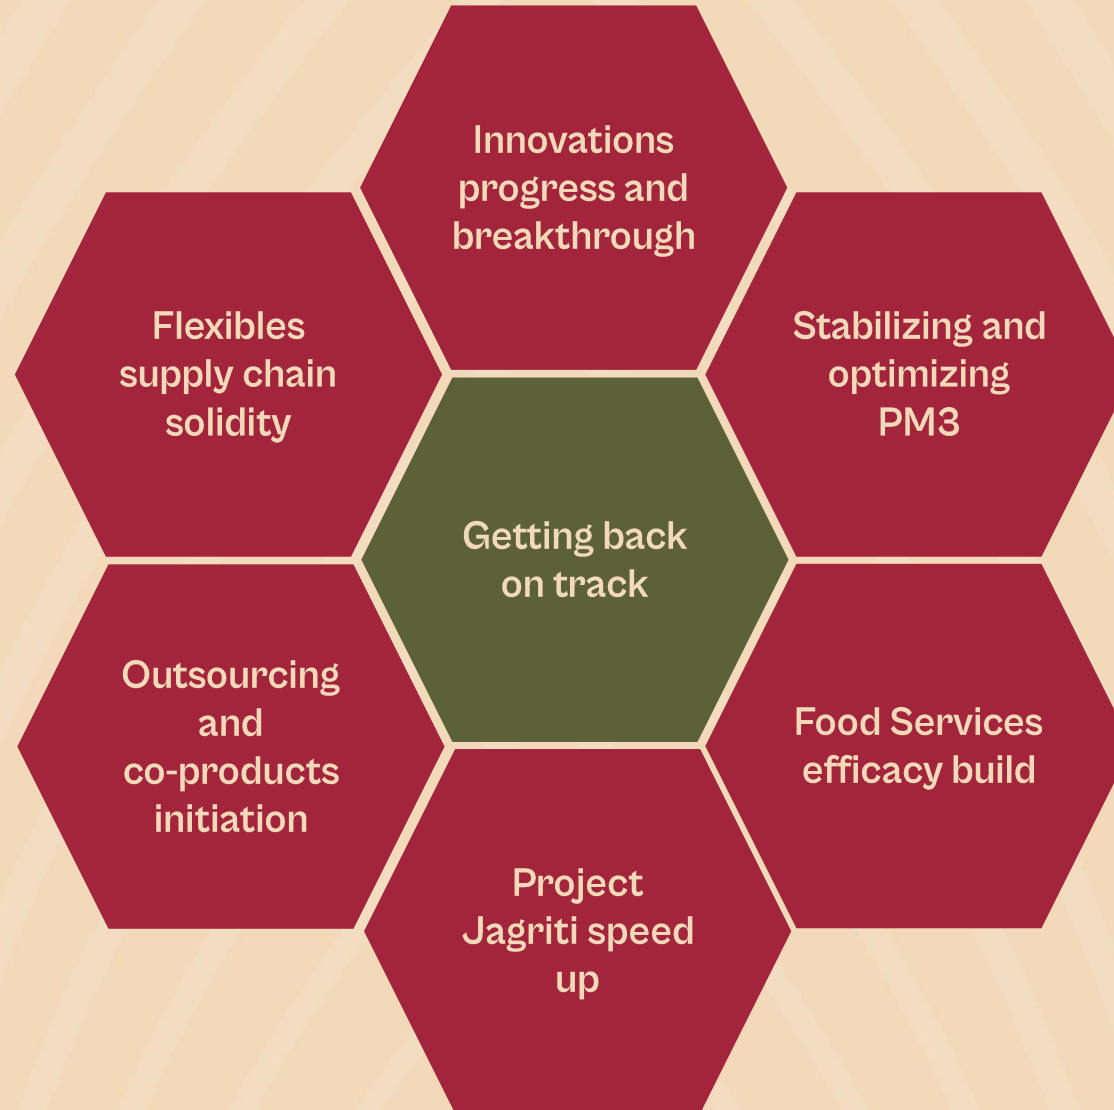 Innovations
progress and
breakthrough
Flexibles
supply chain
solidity
Stabilizing and
optimizing
PM3
Getting back
on track
Outsourcing
and
co-products
initiation
Food Services
efficacy build
Project
Jagriti speed
up